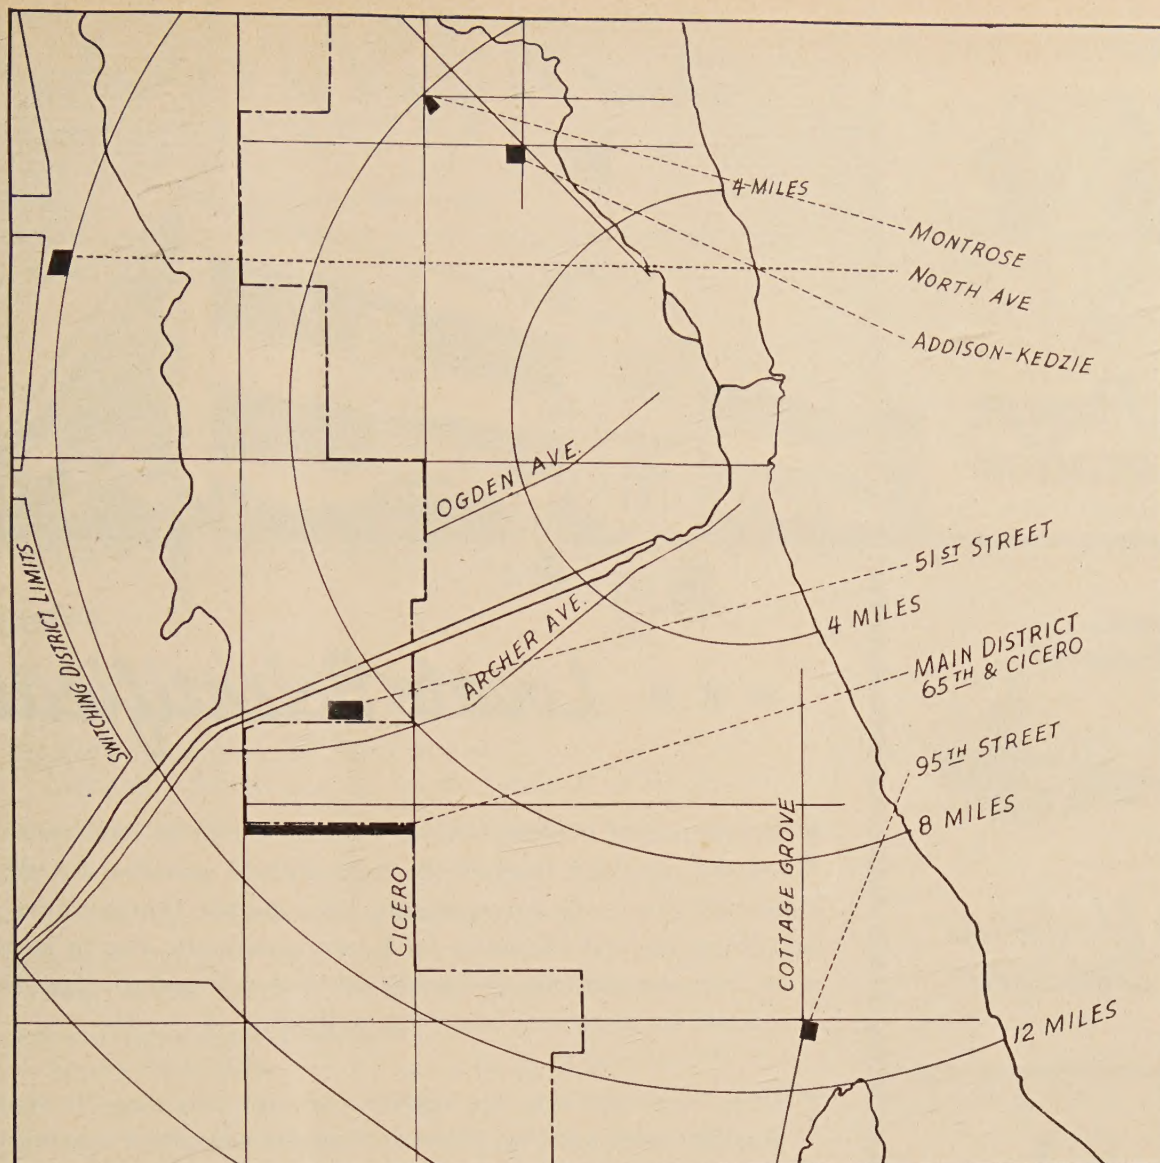 4 MILES
MONTROSE
NORTH AVE
ADDISON-KEDZIE
OGDEN AVE.
51ST STREET
SWITCHING DISTRICT LIMITS
4 MILES
ARCHER AVE.
MAIN DISTRICT
65TH & CICERO
95TH STREET
8 MILES
COTTAGE GROVE
CICERO
12 MILES